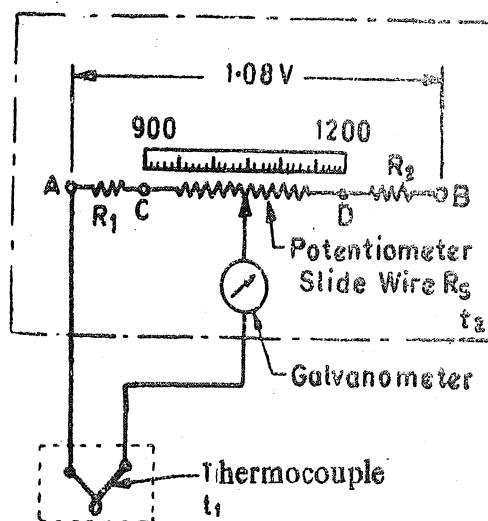 1.08 V
900 1200
A R₁ C D R₂ B
Potentiometer
Slide Wire Rs
t₂
Galvanometer
Thermocouple
t₁